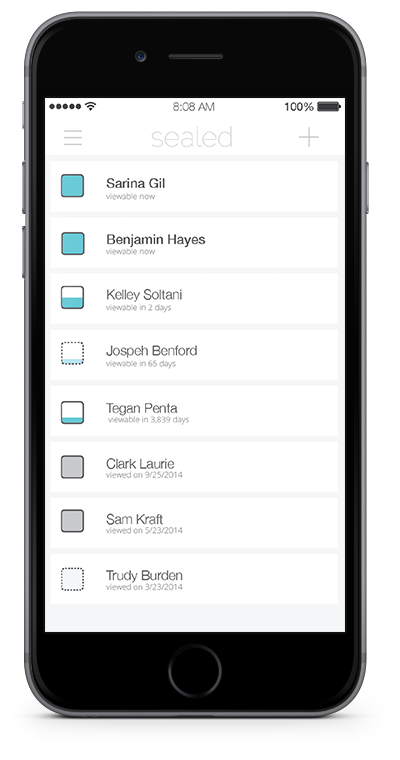 8:08 AM 100%
sealed
Sarina Gil
viewable now
Benjamin Hayes
viewable now
Kelley Soltani
viewable in 2 days
Jospeh Benford
viewable in 65 days
Tegan Penta
viewable in 3,839 days
Clark Laurie
viewed on 9/25/2014
Sam Kraft
viewed on 5/23/2014
Trudy Burden
viewed on 3/23/2014